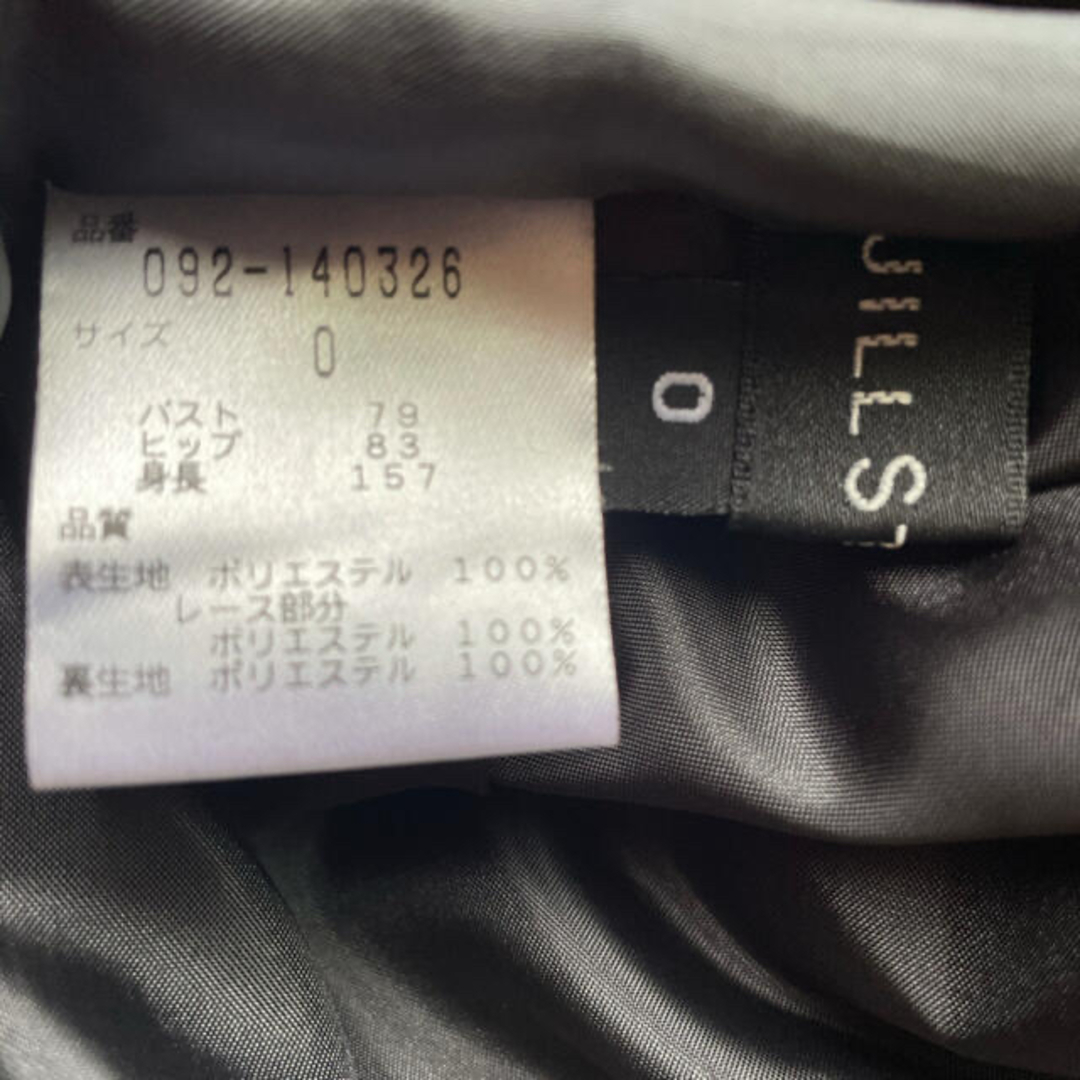 品番
092-140326
サイズ 0
バスト 79
ヒップ 83
身長 157
品質
表生地 ポリエステル 100%
レース部分
ポリエステル 100%
裏生地 ポリエステル 100%
0
JILL